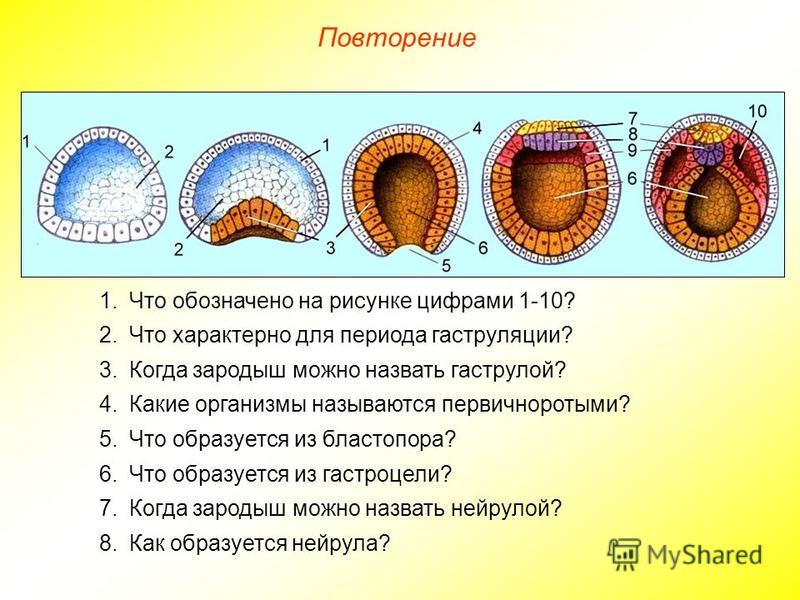 Повторение
1
2
1
2
3
4
5
6
7
8
9
6
10
1. Что обозначено на рисунке цифрами 1-10?
2. Что характерно для периода гаструляции?
3. Когда зародыш можно назвать гаструлой?
4. Какие организмы называются первичноротыми?
5. Что образуется из бластопора?
6. Что образуется из гастроцели?
7. Когда зародыш можно назвать нейрулой?
8. Как образуется нейрула?
MyShared